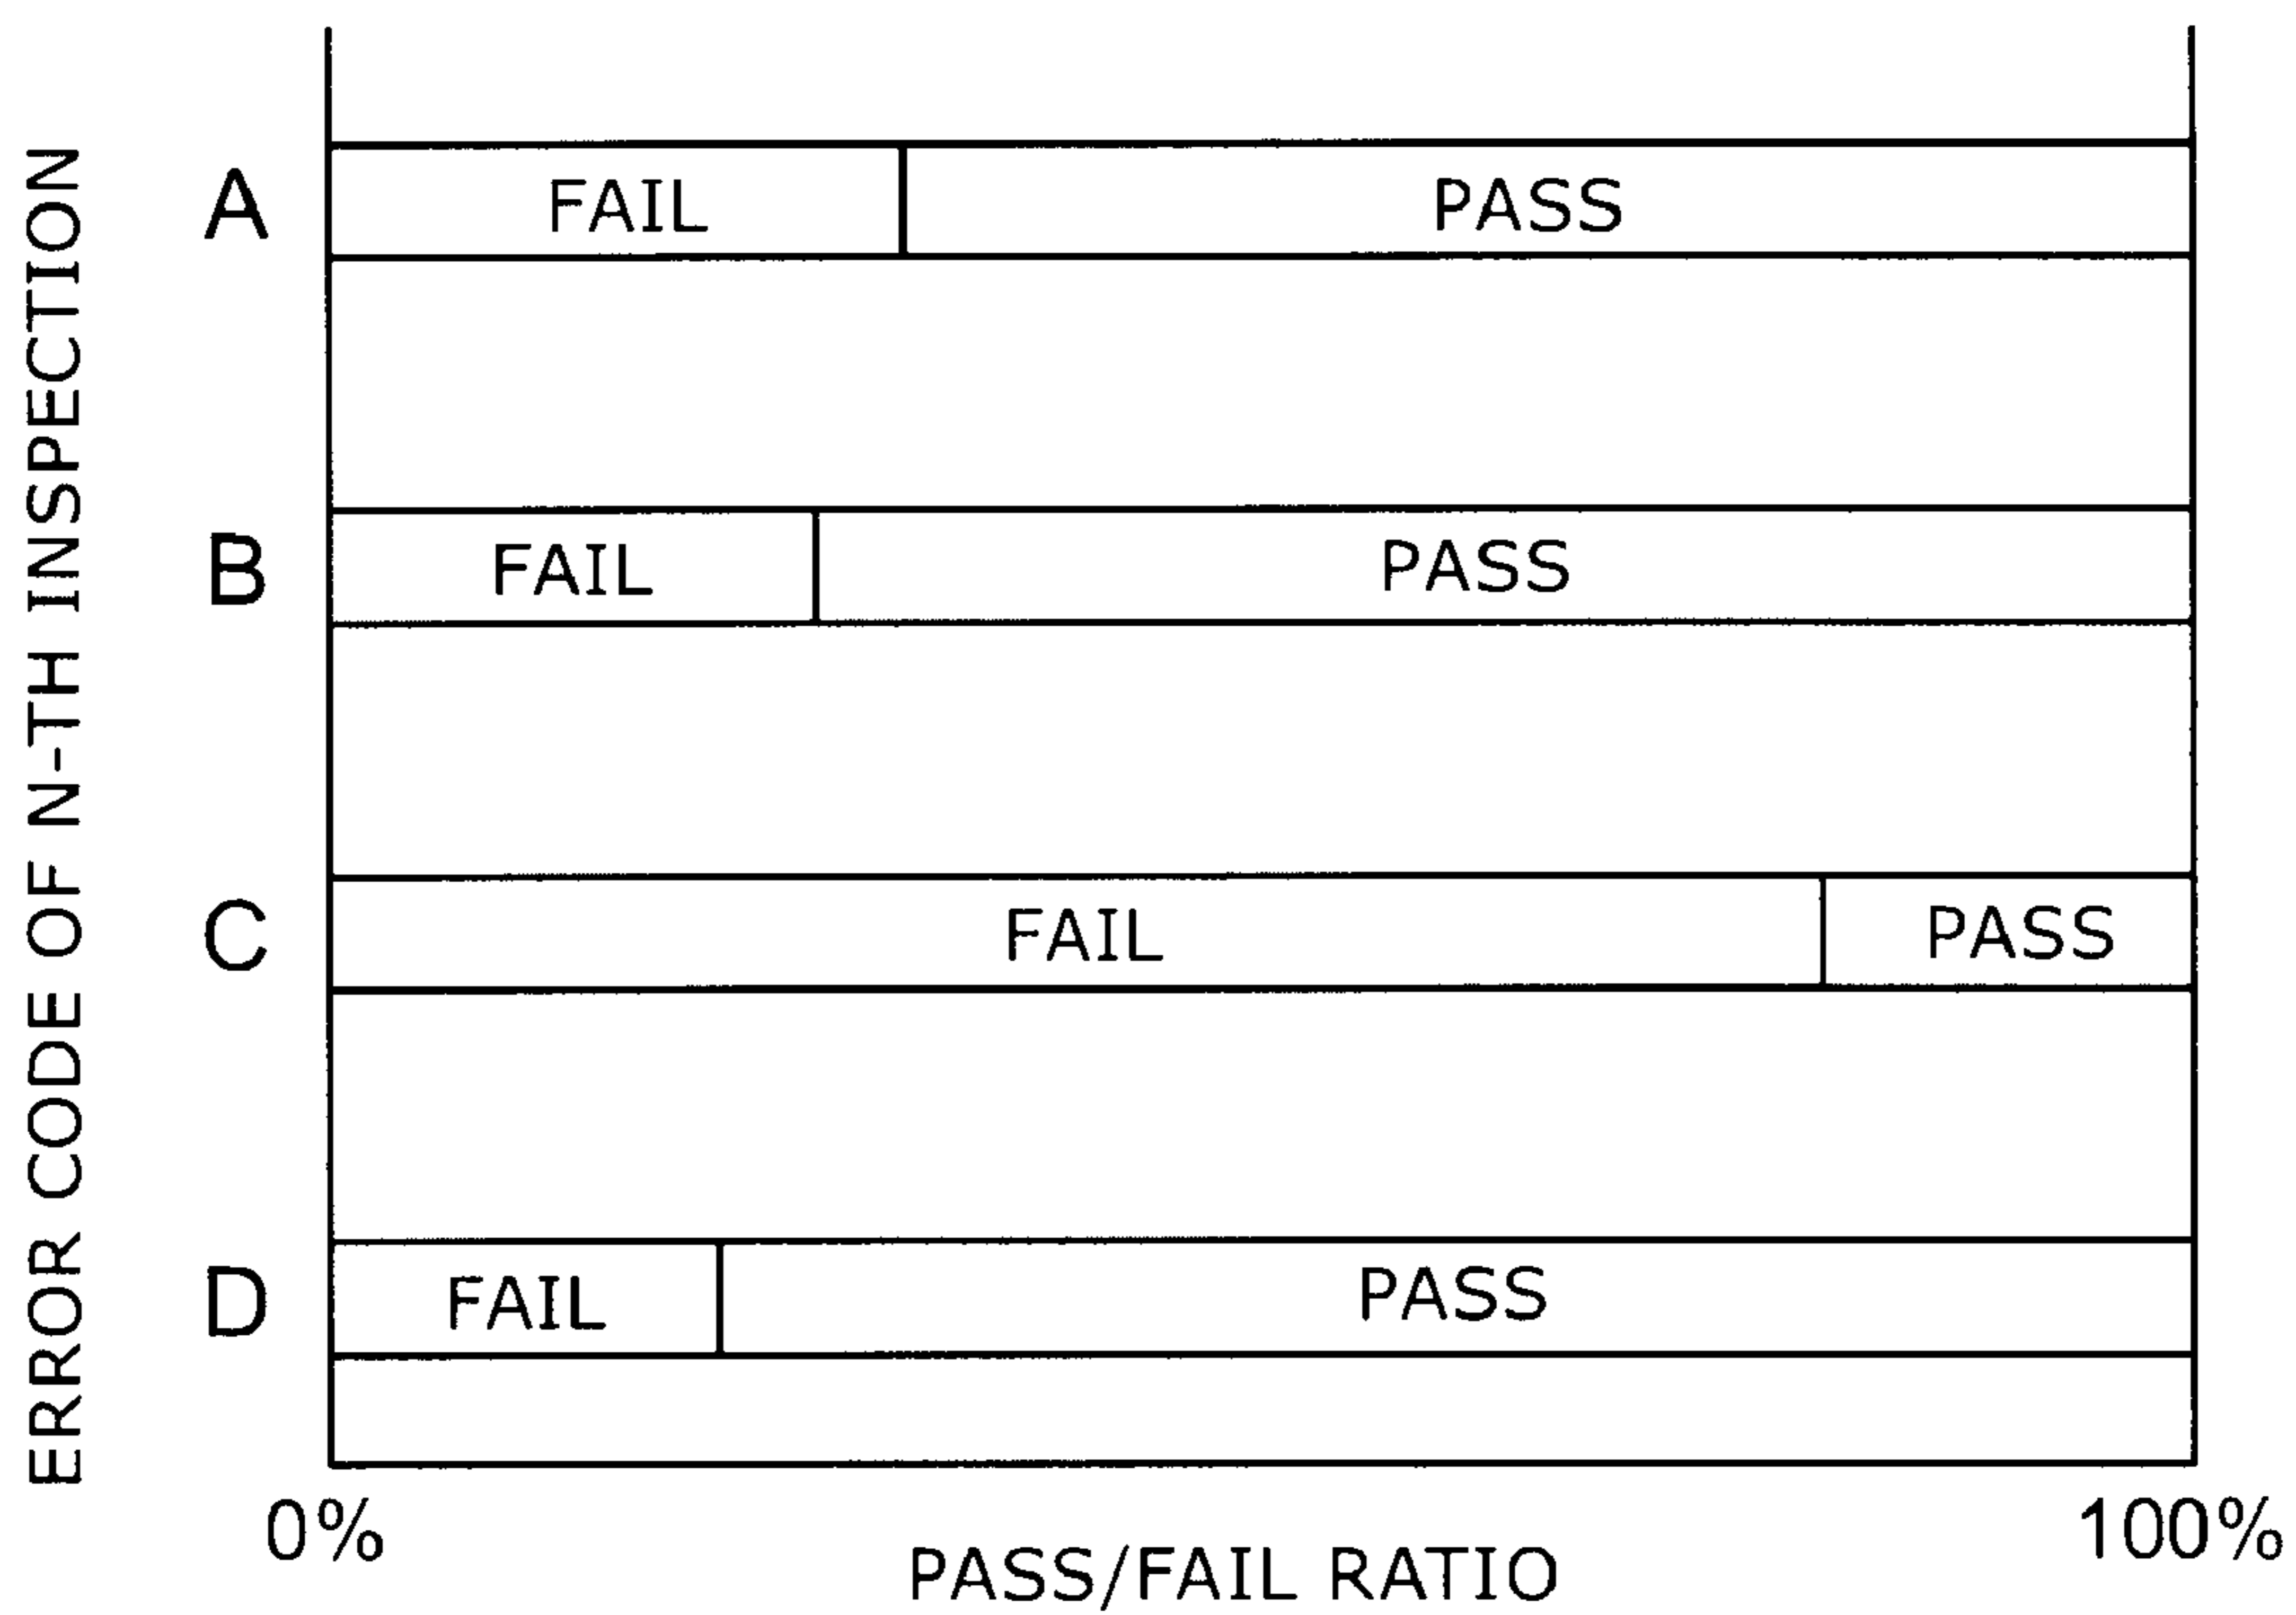 ERROR CODE OF N-TH INSPECTION
A
FAIL PASS
B
FAIL PASS
C
FAIL PASS
D
FAIL PASS
0% 100%
PASS/FAIL RATIO